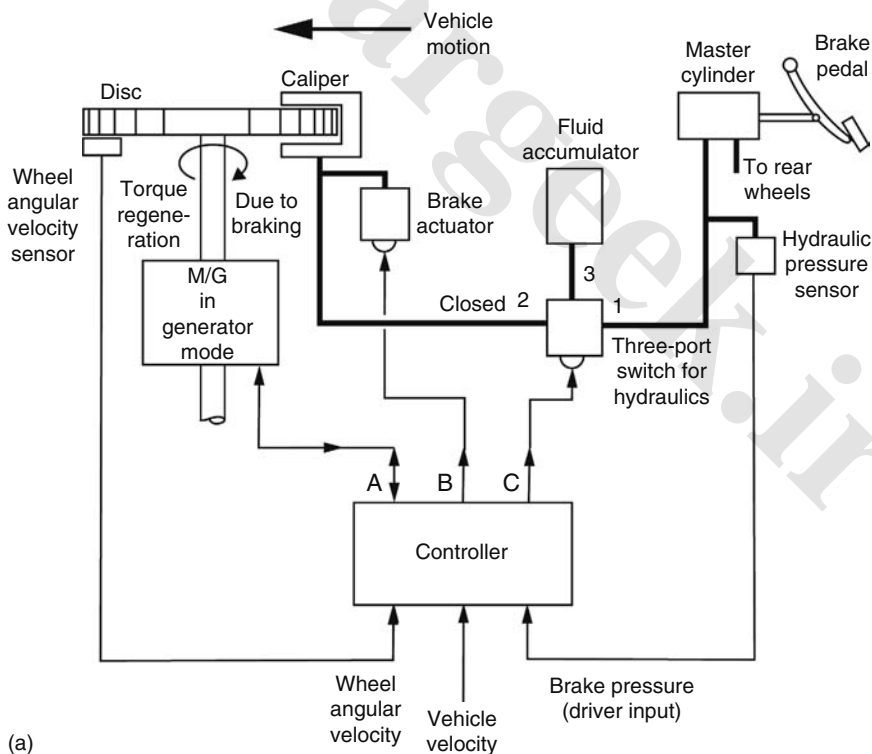 Vehicle
motion
Brake
pedal
Master
cylinder
Disc
Caliper
Fluid
accumulator
To rear
wheels
Wheel
angular
velocity
sensor
Torque
regene-
ration
Due to
braking
Brake
actuator
Hydraulic
pressure
sensor
M/G
in
generator
mode
3
Closed 2
1
Three-port
switch for
hydraulics
A
B
C
Controller
Wheel
angular
velocity
Vehicle
velocity
Brake pressure
(driver input)
(a)
argeek.ir